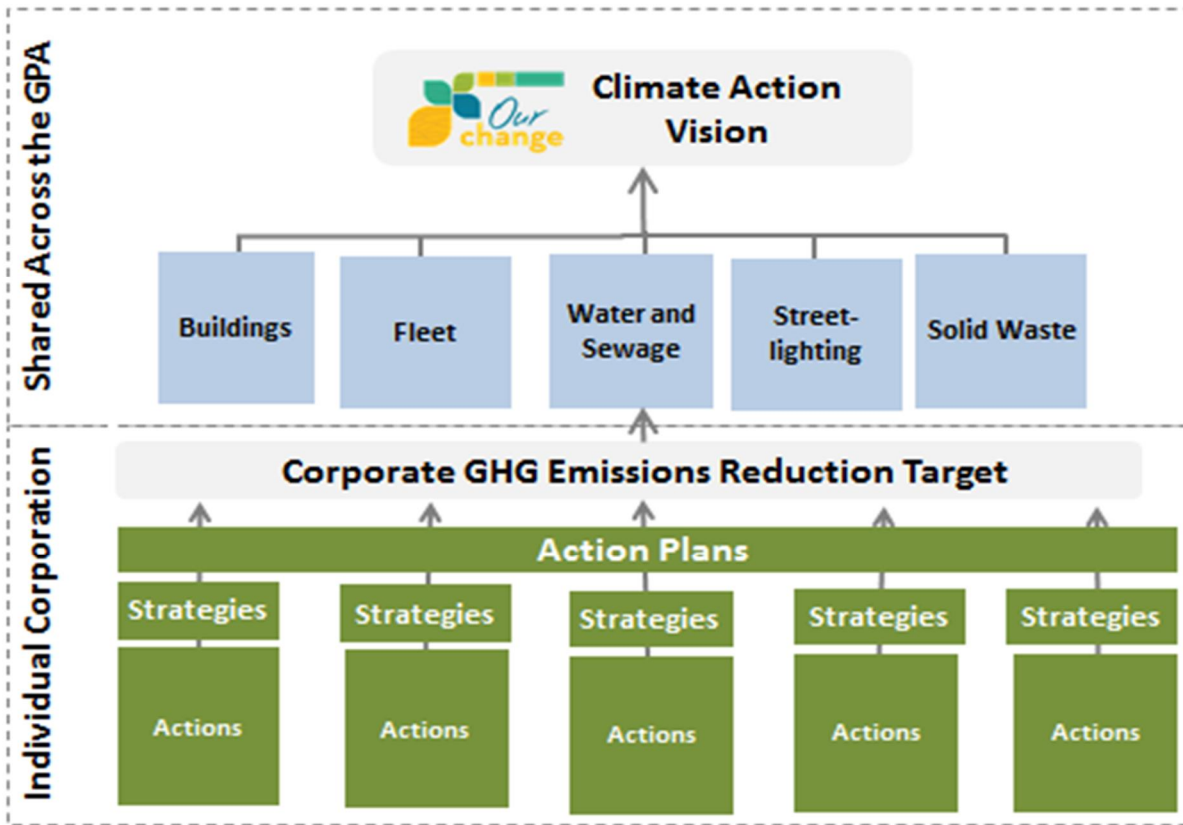 Shared Across the GPA
Our
change
Climate Action
Vision
Buildings
Fleet
Water and
Sewage
Street-
lighting
Solid Waste
Individual Corporation
Corporate GHG Emissions Reduction Target
Action Plans
Strategies
Strategies
Strategies
Strategies
Strategies
Actions
Actions
Actions
Actions
Actions